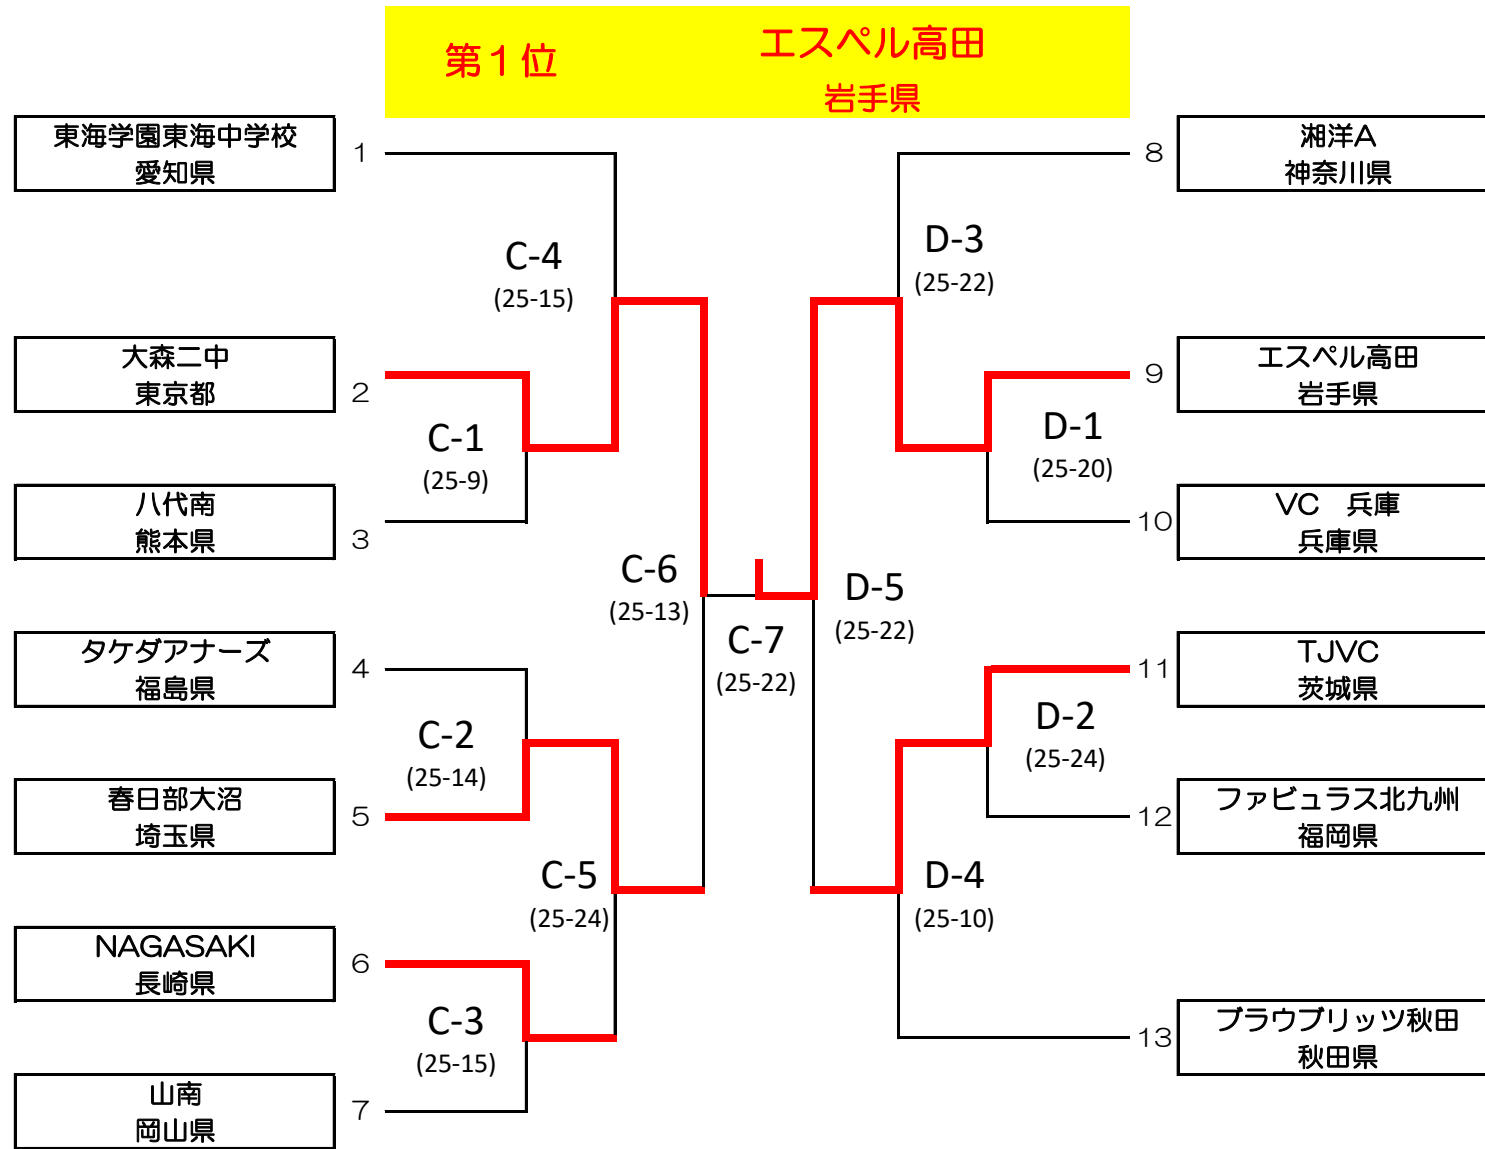 第１位
エスペル高田
岩手県
東海学園東海中学校
愛知県
1
大森二中
東京都
2
八代南
熊本県
3
タケダアナーズ
福島県
4
春日部大沼
埼玉県
5
NAGASAKI
長崎県
6
山南
岡山県
7
C-4
(25-15)
C-1
(25-9)
C-6
(25-13)
C-2
(25-14)
C-5
(25-24)
C-3
(25-15)
C-7
(25-22)
D-3
(25-22)
D-1
(25-20)
D-5
(25-22)
D-2
(25-24)
D-4
(25-10)
8
湘洋A
神奈川県
9
エスペル高田
岩手県
10
VC　兵庫
兵庫県
11
TJVC
茨城県
12
ファビュラス北九州
福岡県
13
ブラウブリッツ秋田
秋田県